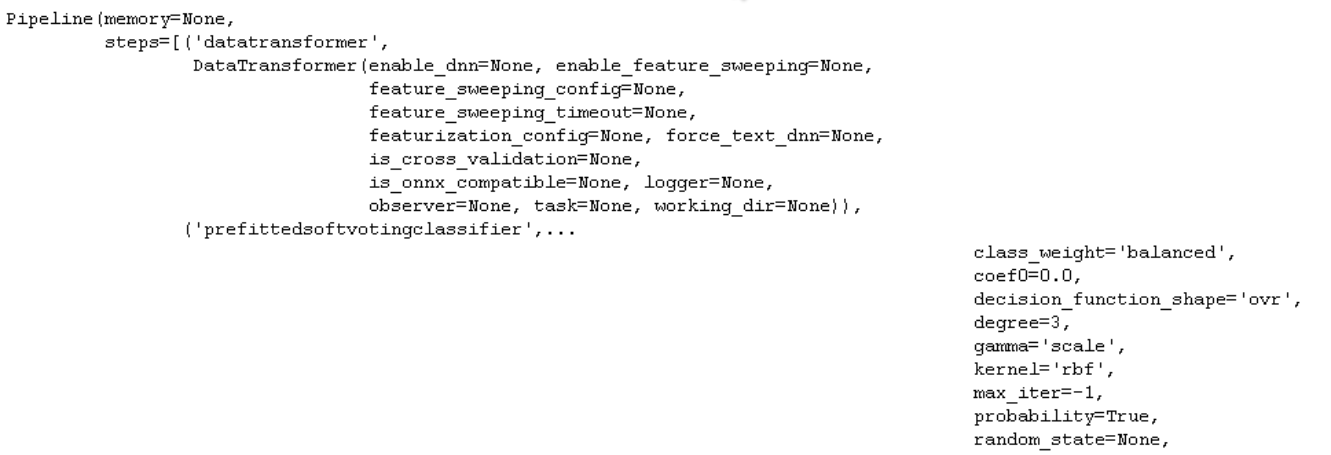 Pipeline(memory=None,
steps=[('datatransformer',
DataTransformer(enable_dnn=None, enable_feature_sweeping=None,
feature_sweeping_config=None,
feature_sweeping_timeout=None,
featurization_config=None, force_text_dnn=None,
is_cross_validation=None,
is_onnx_compatible=None, logger=None,
observer=None, task=None, working_dir=None)),
('prefittedsoftvotingclassifier',...
class_weight='balanced',
coef0=0.0,
decision_function_shape='ovr',
degree=3,
gamma='scale',
kernel='rbf',
max_iter=-1,
probability=True,
random_state=None,